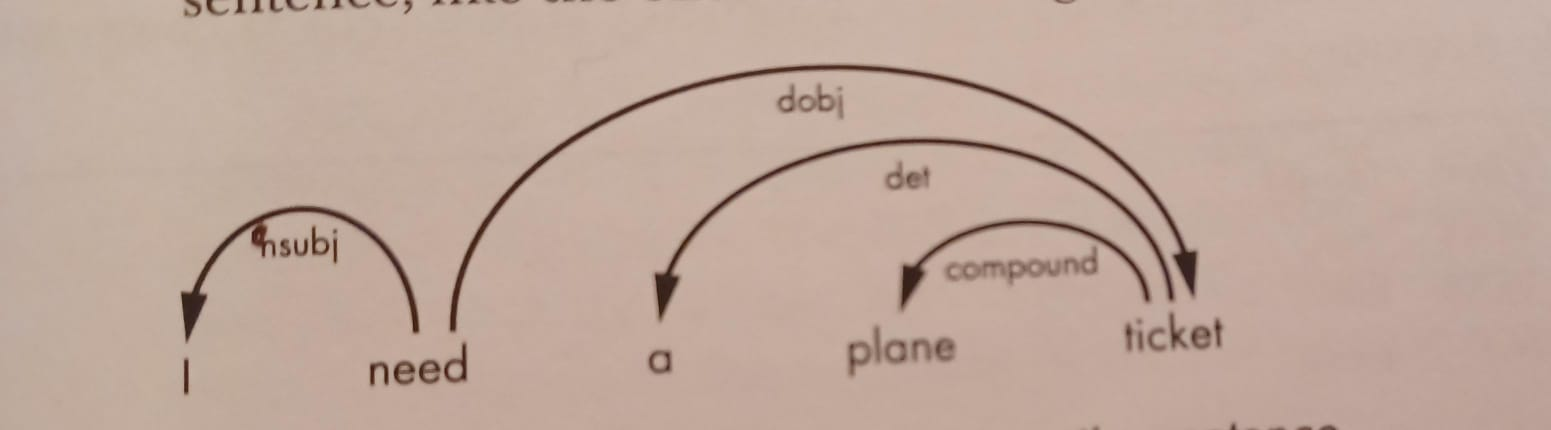 dobj
det
nsubj
compound
I need a plane ticket